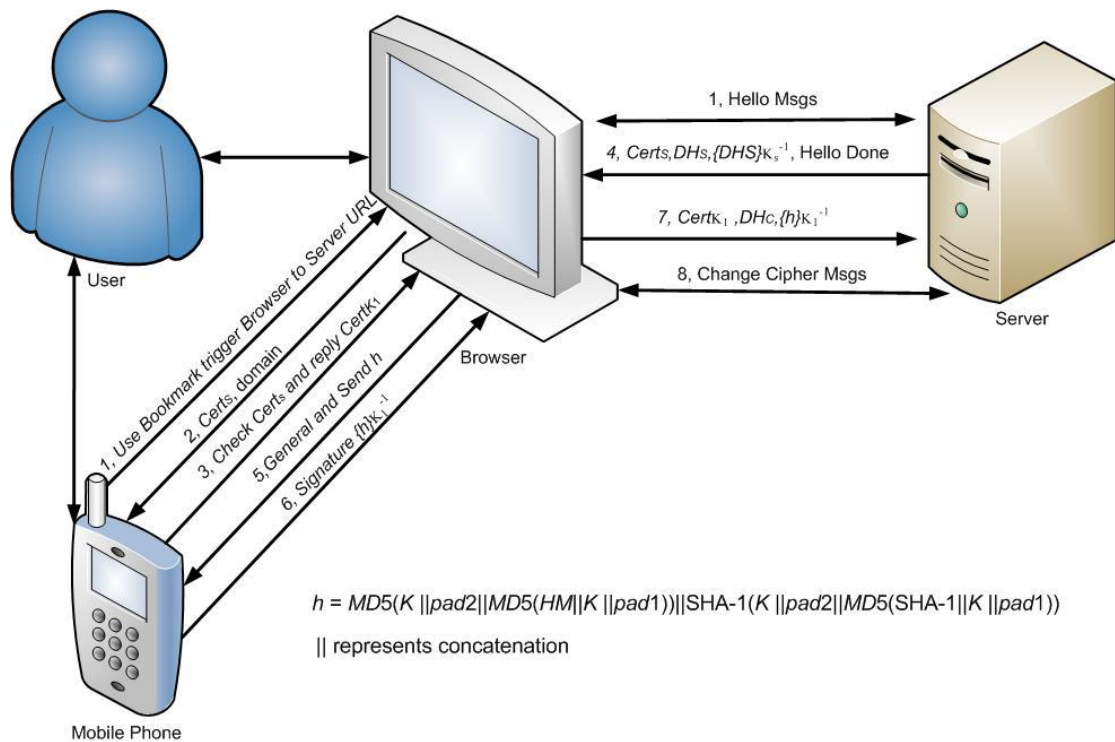 1, Hello Msgs
4, Certs,DHs,{DHS}Kₛ⁻¹, Hello Done
7, CertK₁ ,DHc,{h}K₁⁻¹
8, Change Cipher Msgs
User
Browser
Server
1, Use Bookmark trigger Browser to Server URL
2, Certs, domain
3, Check Certs and reply CertK₁
5,General and Send h
6, Signature {h}K₁⁻¹
h = MD5(K ||pad2||MD5(HM||K ||pad1))||SHA-1(K ||pad2||MD5(SHA-1||K ||pad1))
|| represents concatenation
Mobile Phone